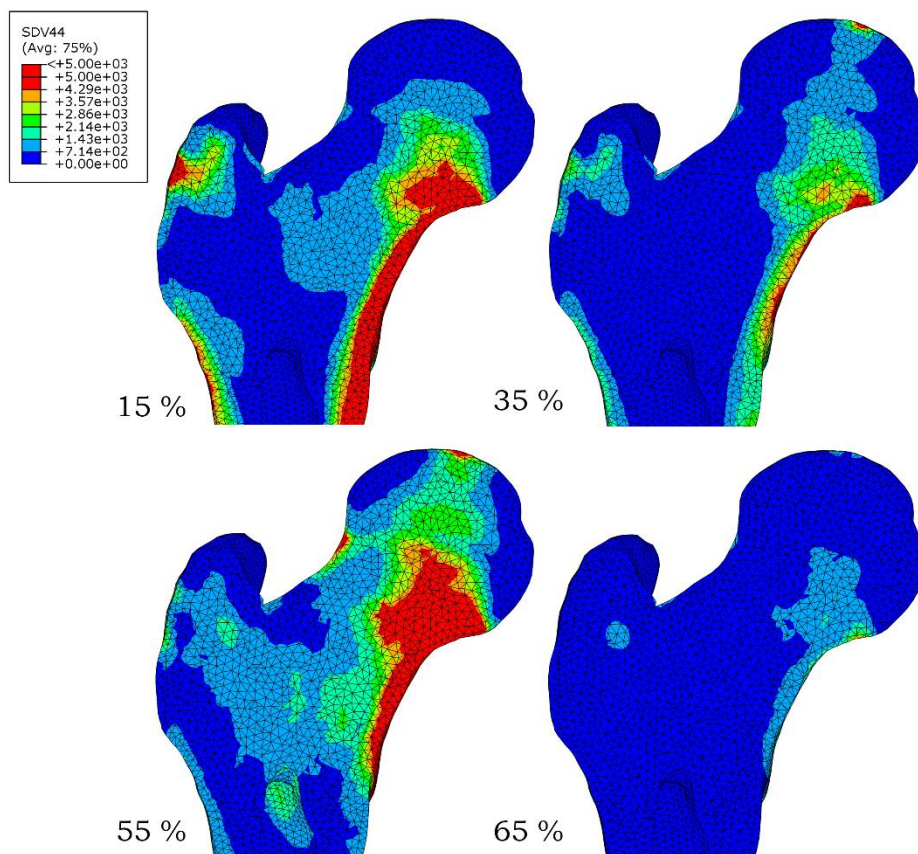 SDV44
(Avg: 75%)
<+5.00e+03
+5.00e+03
+4.29e+03
+3.57e+03
+2.86e+03
+2.14e+03
+1.43e+03
+7.14e+02
+0.00e+00
15 %
35 %
55 %
65 %